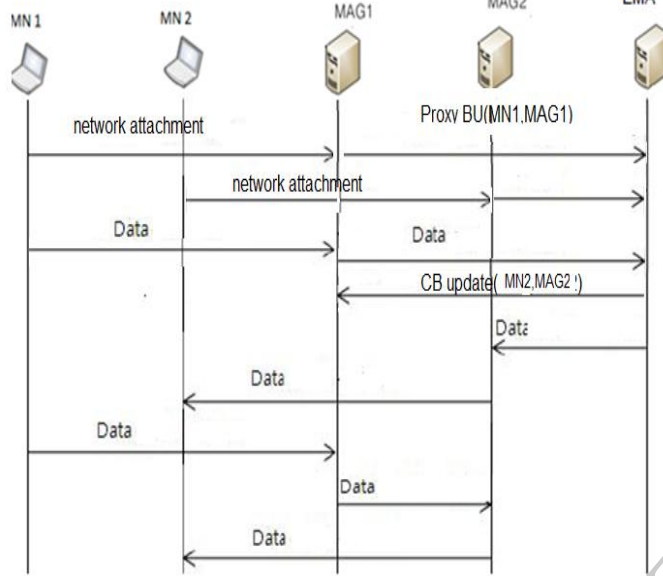 MN 1
MN 2
MAG1
MAG2
EMA
network attachment
Proxy BU(MN1,MAG1)
network attachment
Data
Data
CB update( MN2,MAG2 !)
Data
Data
Data
Data
Data